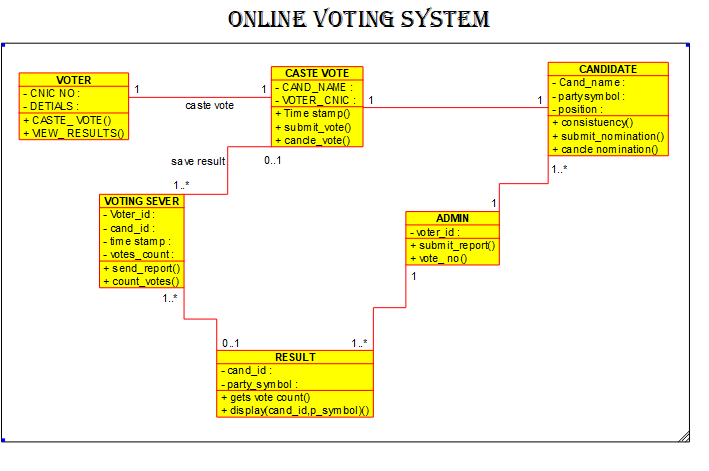 ONLINE VOTING SYSTEM
VOTER
- CNIC NO :
- DETIALS :
+ CASTE_ VOTE()
+ VIEW_ RESULTS()
1
caste vote
1
CASTE VOTE
- CAND_NAME :
- VOTER_CNIC :
+ Time stamp()
+ submit_vote()
+ cancle_vote()
1
1
CANDIDATE
- Cand_name :
- partysymbol :
- position :
+ consistuency()
+ submit_nomination()
+ cancle nomination()
save result
0..1
1..*
1..*
VOTING SEVER
- Voter_id :
- cand_id :
- time stamp :
- votes_count :
+ send_report()
+ count_votes()
1
ADMIN
- voter_id :
+ submit_report()
+ vote_ no()
1
1..*
0..1
1..*
RESULT
- cand_id :
- party_symbol :
+ gets vote count()
+ display(cand_id,p_symbol)()